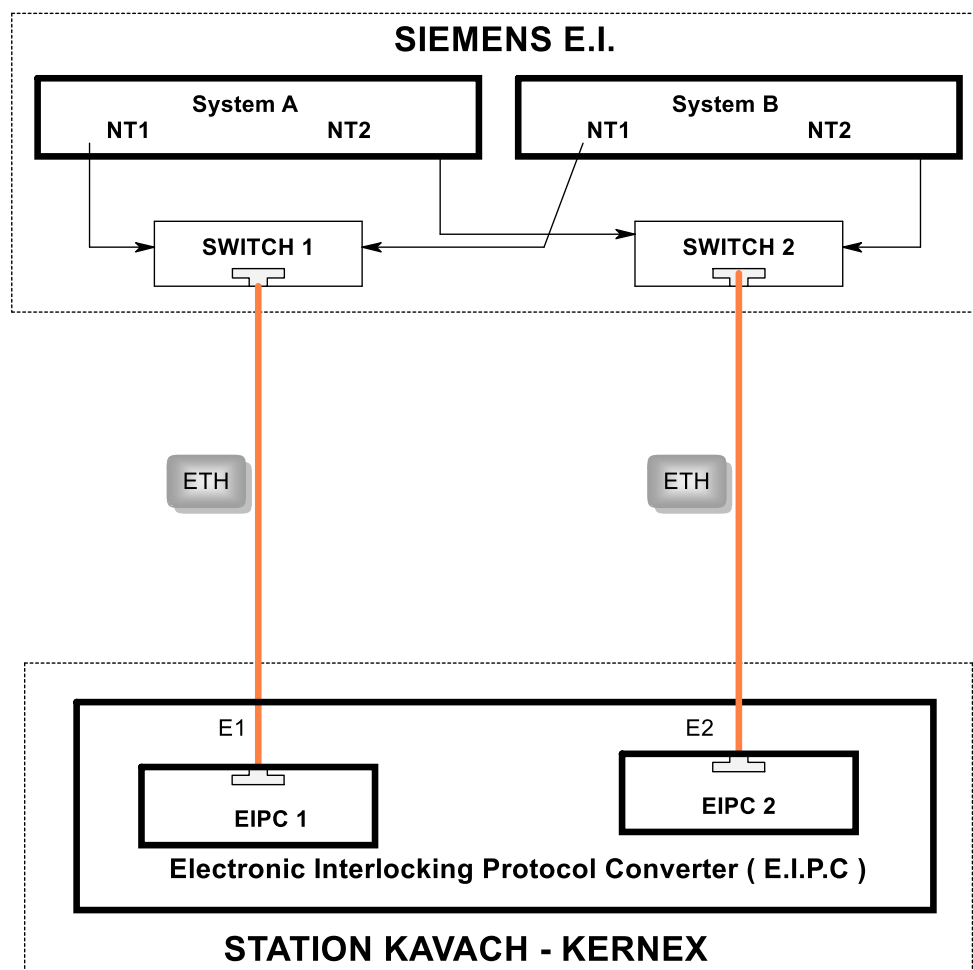 SIEMENS E.I.
System A
NT1 NT2
System B
NT1 NT2
SWITCH 1
SWITCH 2
ETH
ETH
E1
E2
EIPC 1
EIPC 2
Electronic Interlocking Protocol Converter ( E.I.P.C )
STATION KAVACH - KERNEX